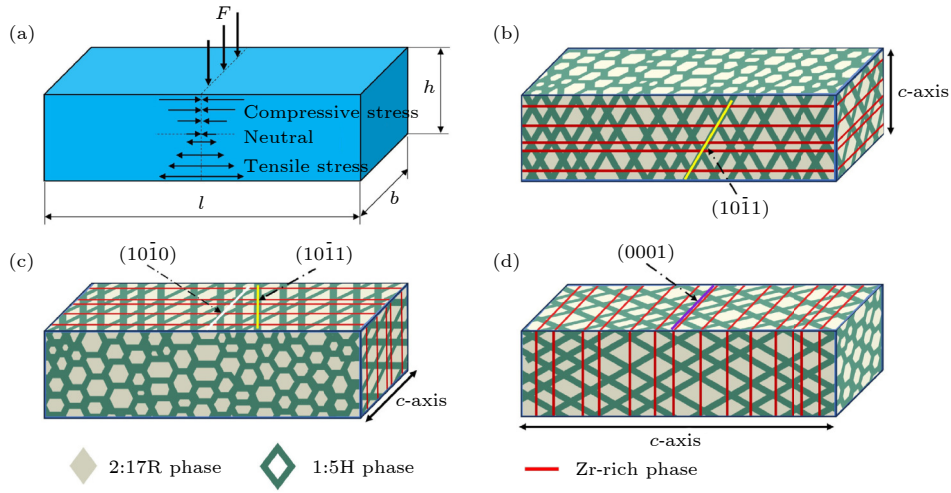 (a)
F
h
Compressive stress
Neutral
Tensile stress
l
b
(b)
c-axis
(101̄1)
(c)
(101̄0)
(101̄1)
c-axis
(d)
(0001)
c-axis
2:17R phase
1:5H phase
Zr-rich phase